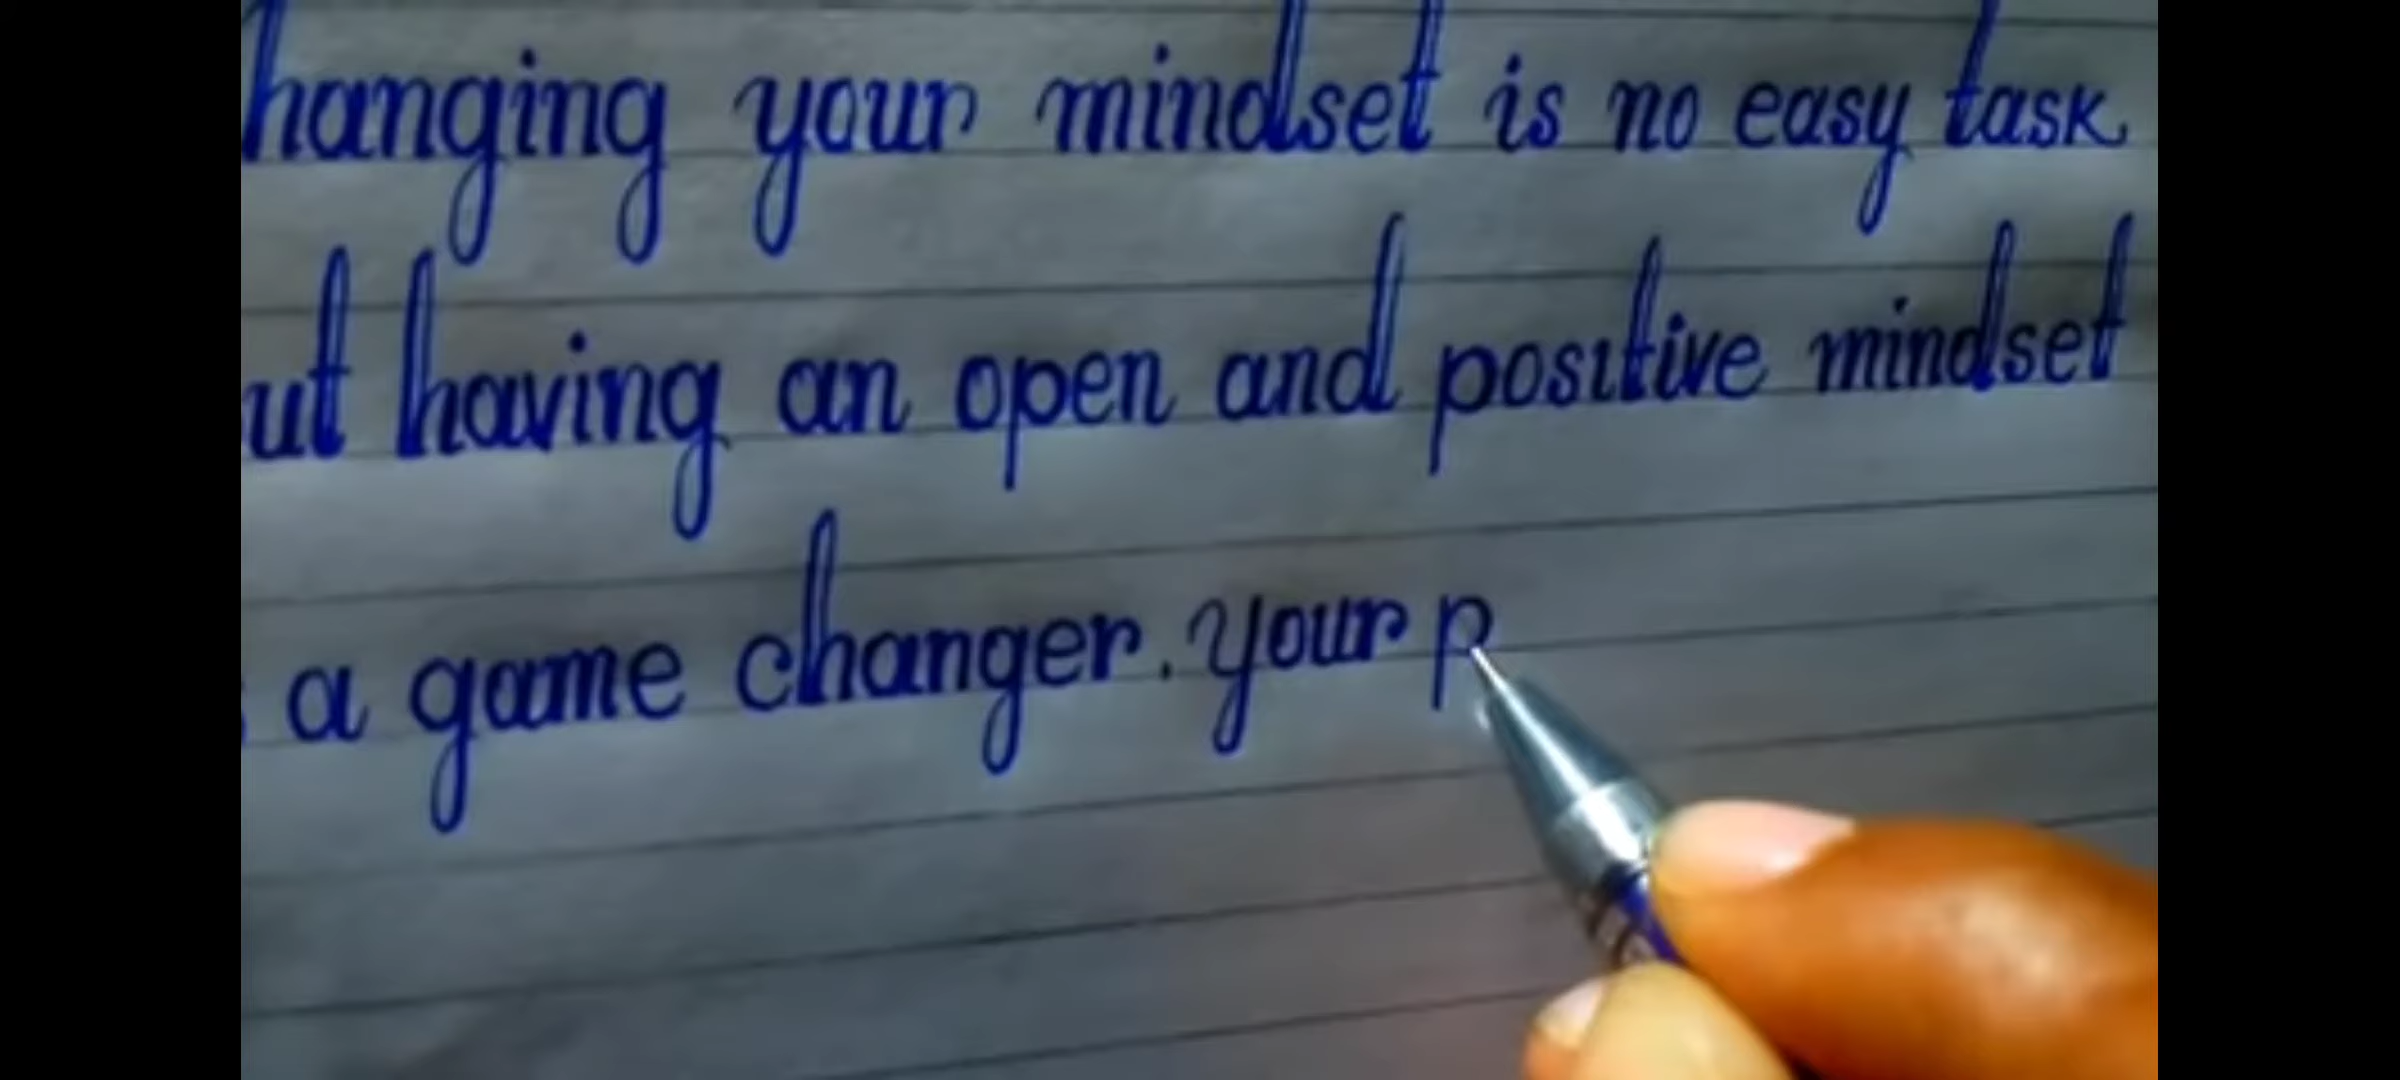 hanging your mindset is no easy task
ut having an open and positive mindset
a game changer. your p